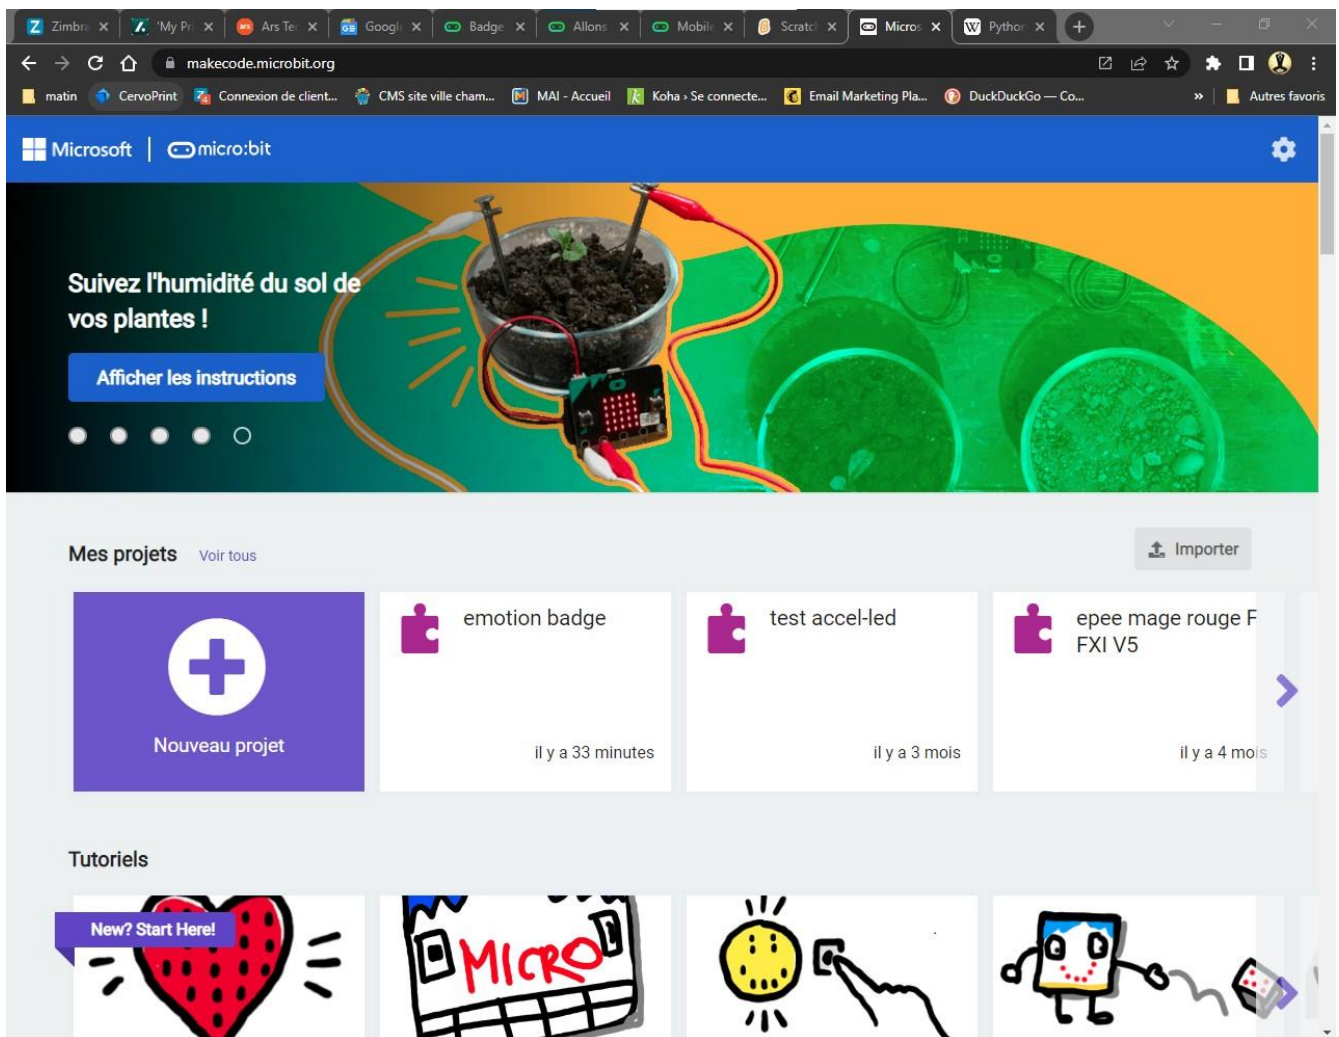 Zimbra
'My Pri
Ars Tec
Googl
Badge
Allons
Mobile
Scratch
Micros
Python
makecode.microbit.org
matin
CervoPrint
Connexion de client...
CMS site ville cham...
MAI - Accueil
Koha › Se connecte...
Email Marketing Pla...
DuckDuckGo — Co...
»
Autres favoris
Microsoft | micro:bit
Suivez l'humidité du sol de
vos plantes !
Afficher les instructions
Mes projets Voir tous
Importer
emotion badge
test accel-led
epee mage rouge F
FXI V5
Nouveau projet
il y a 33 minutes
il y a 3 mois
il y a 4 mois
Tutoriels
New? Start Here!
MICRO